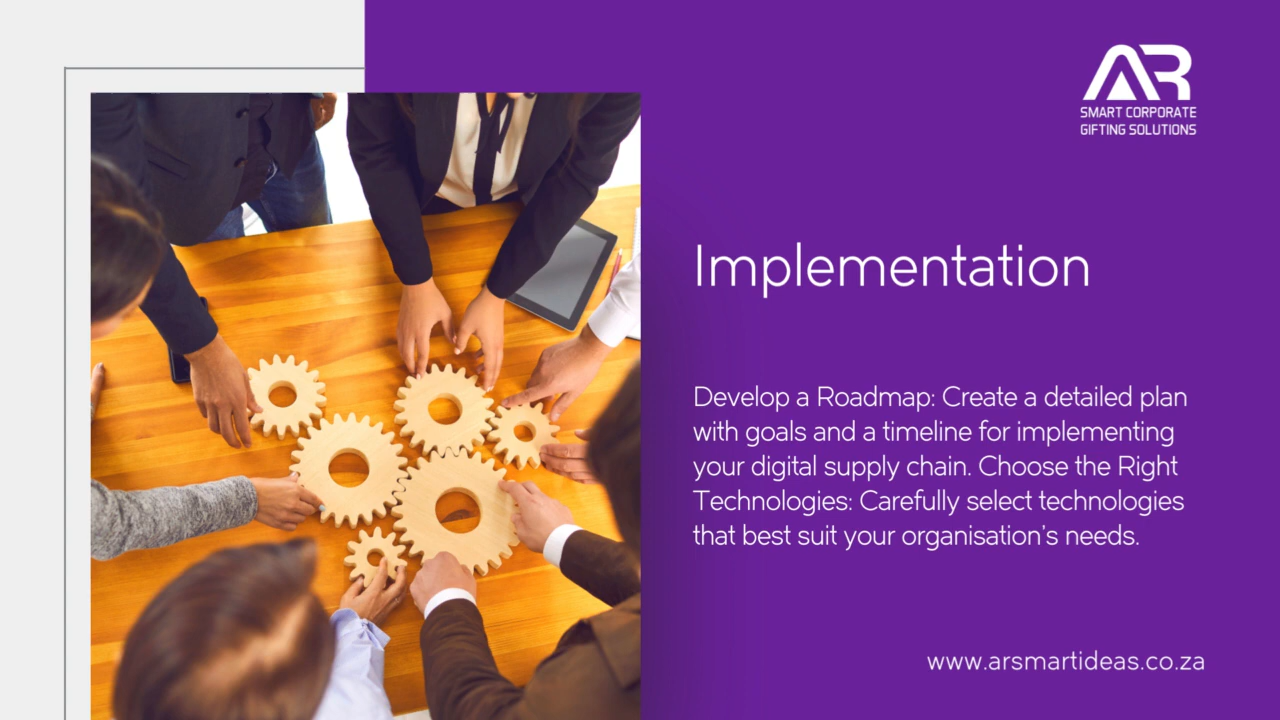 AR
SMART CORPORATE
GIFTING SOLUTIONS
Implementation
Develop a Roadmap: Create a detailed plan
with goals and a timeline for implementing
your digital supply chain. Choose the Right
Technologies: Carefully select technologies
that best suit your organisation's needs.
www.arsmartideas.co.za